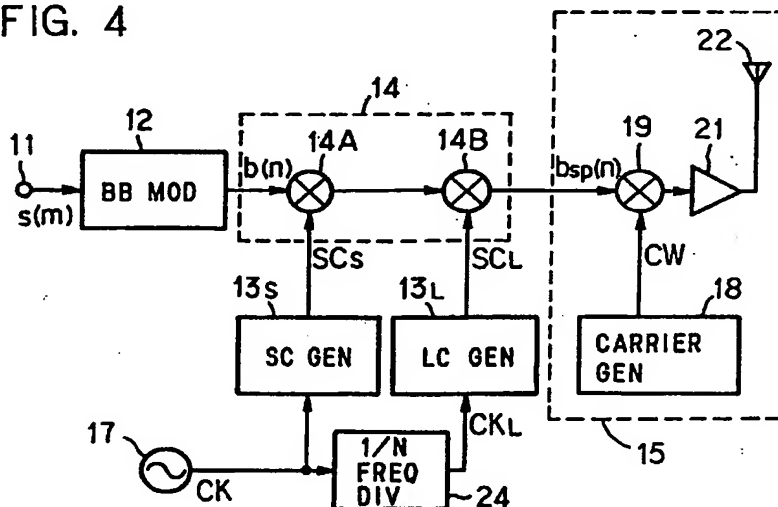 FIG. 4
22
14
12
19
21
11
14A
14B
b(n)
bsp(n)
BB MOD
s(m)
SCS
SCL
CW
13S
13L
18
SC GEN
LC GEN
CARRIER
GEN
17
CKL
15
1/N
FREQ
DIV
CK
24